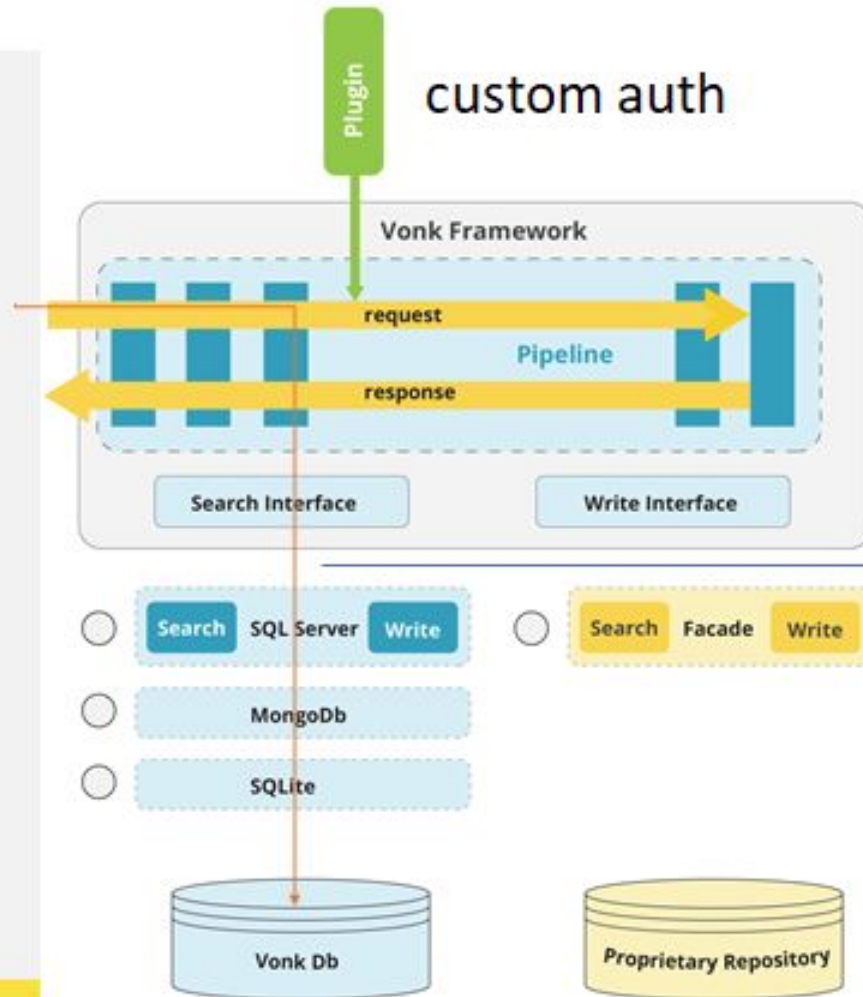 Plugin
custom auth
Vonk Framework
request
Pipeline
response
Search Interface
Write Interface
Search SQL Server Write
Search Facade Write
MongoDb
SQLite
Vonk Db
Proprietary Repository